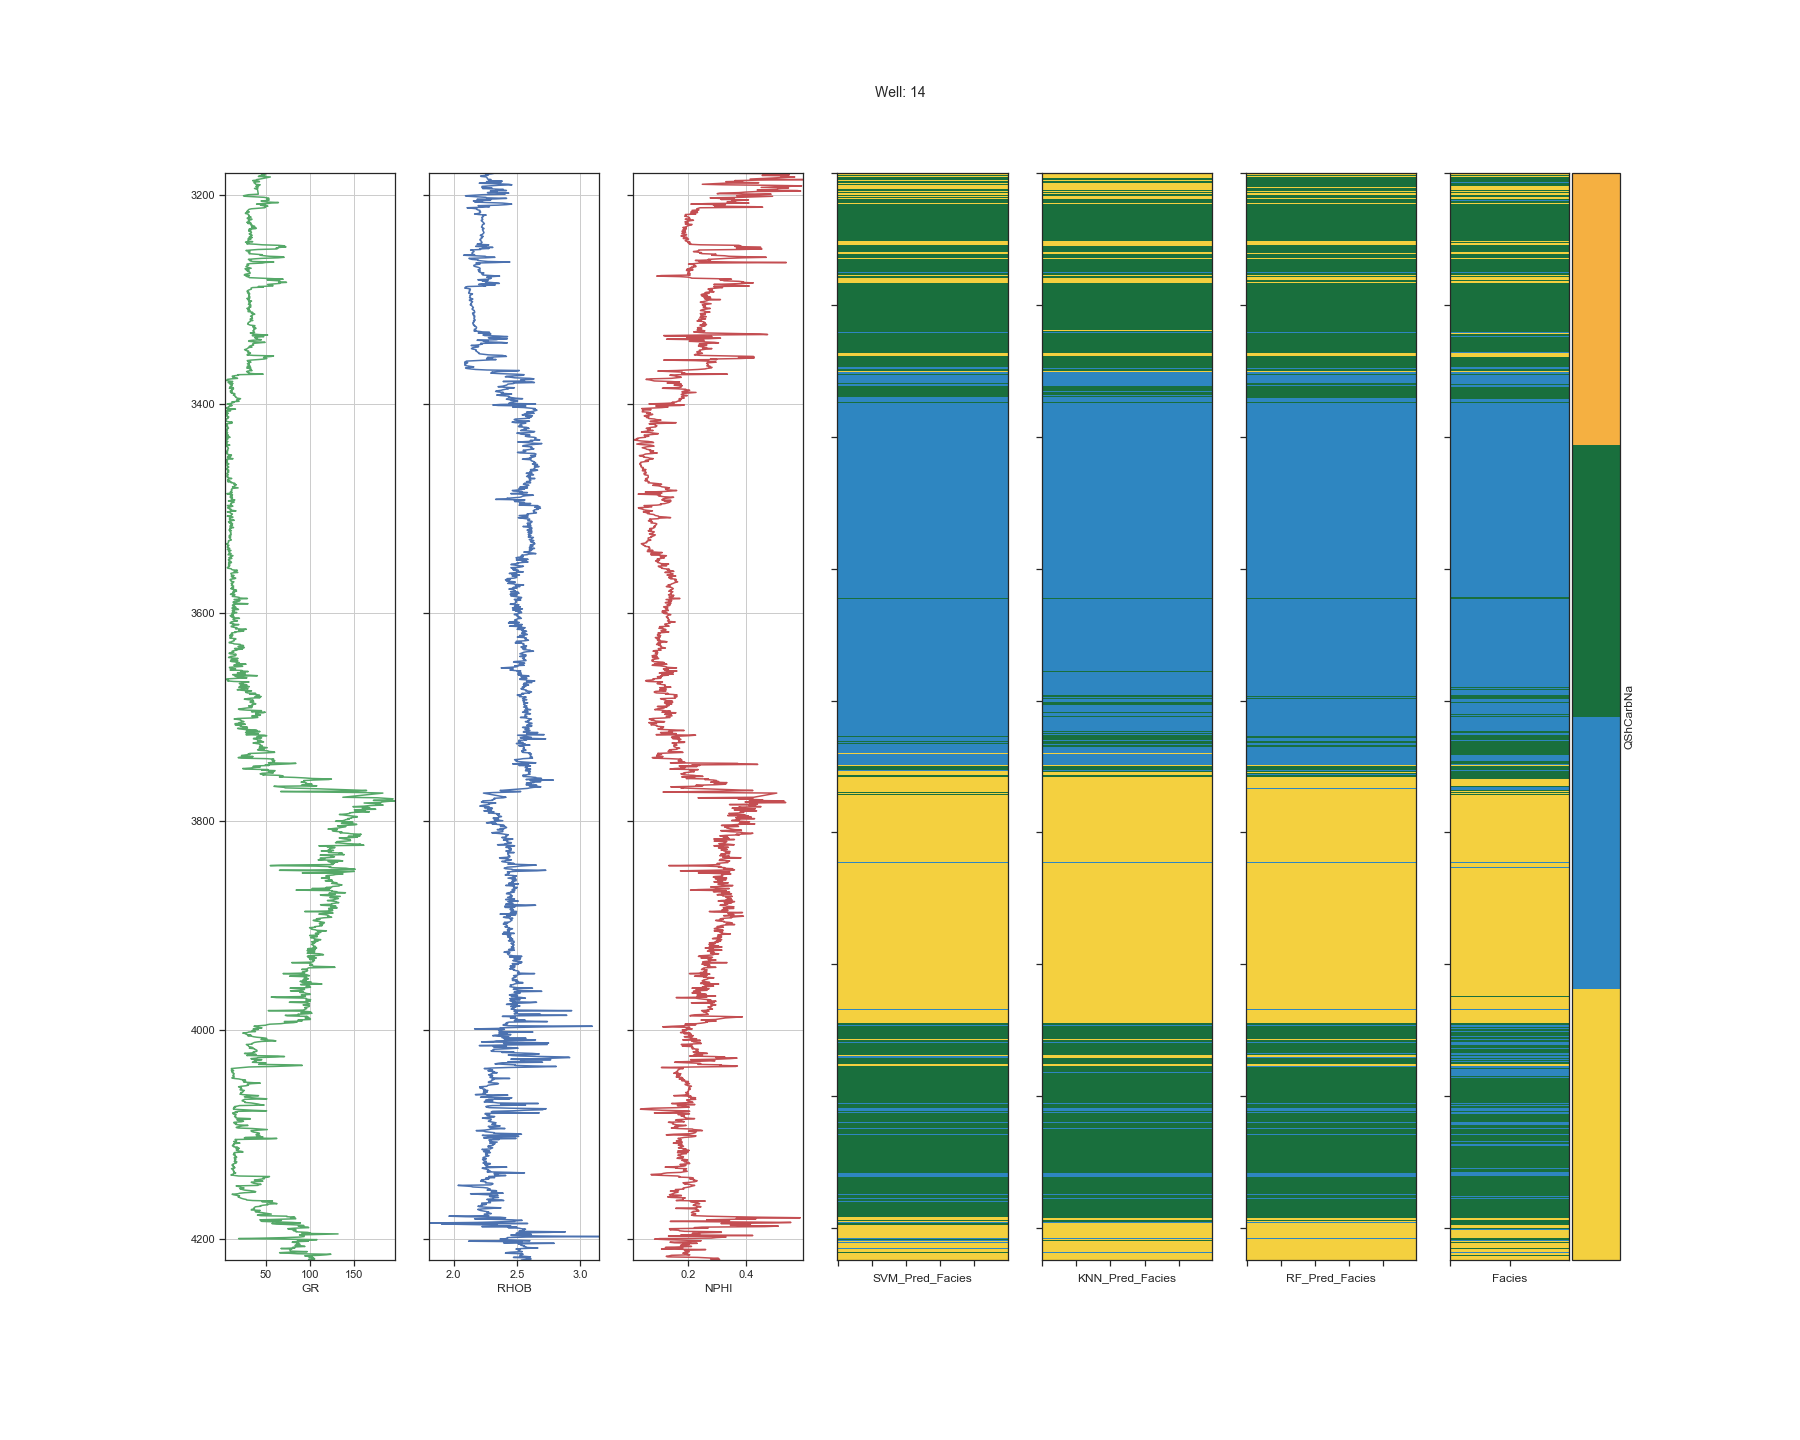 Well: 14
3200
3400
3600
3800
4000
4200
50 100 150
GR
2.0 2.5 3.0
RHOB
0.2 0.4
NPHI
SVM_Pred_Facies
KNN_Pred_Facies
RF_Pred_Facies
Facies
QShCarbNa